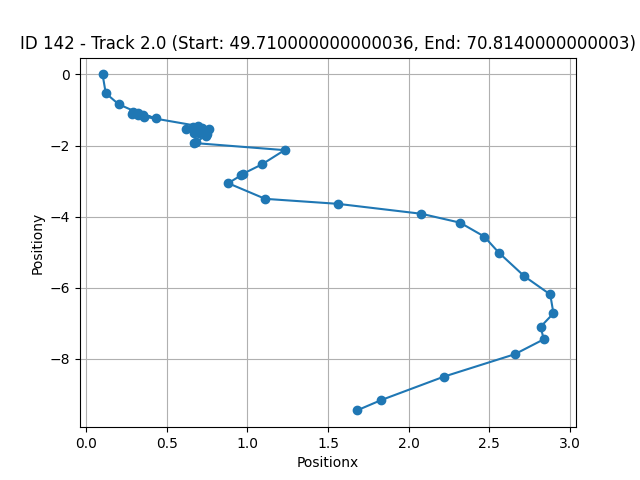 ID 142 - Track 2.0 (Start: 49.710000000000036, End: 70.8140000000003)
0
−2
−4
−6
−8
Positiony
0.0 0.5 1.0 1.5 2.0 2.5 3.0
Positionx